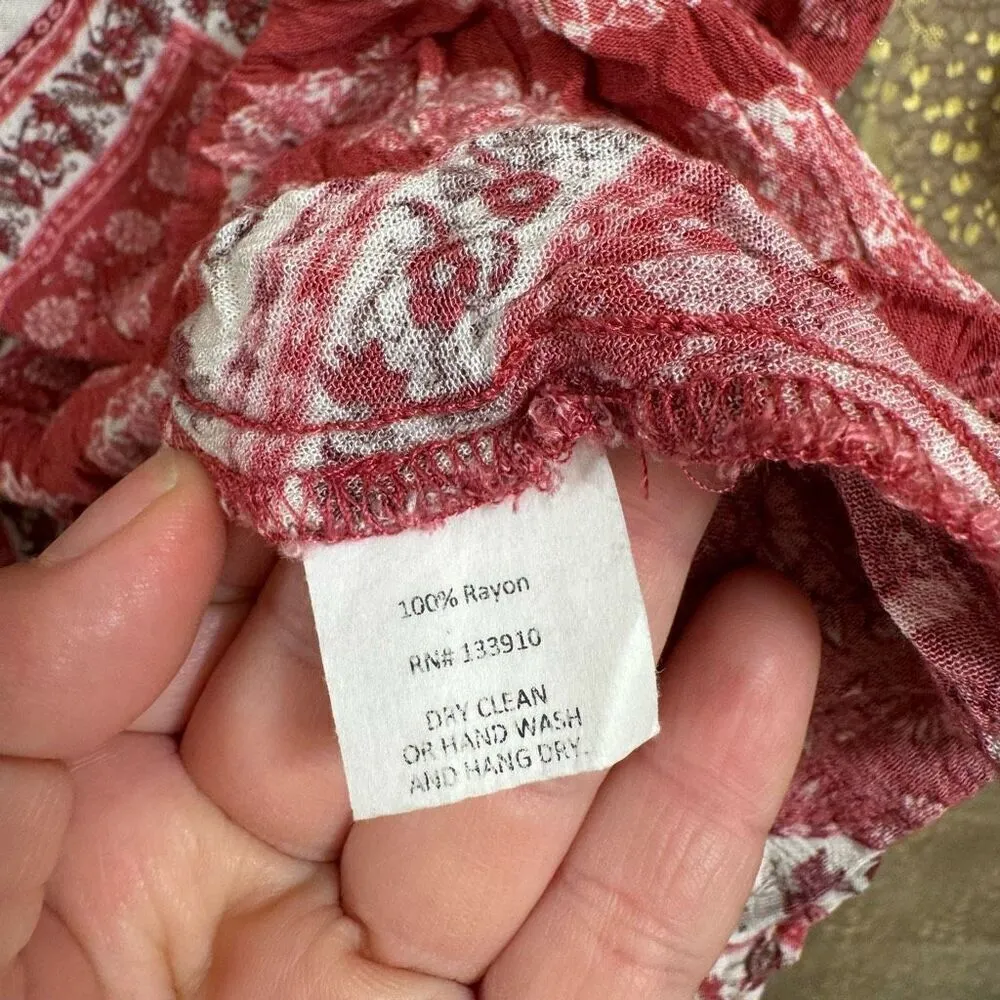 100% Rayon
RN# 133910
DRY CLEAN
OR HAND WASH
AND HANG DRY.